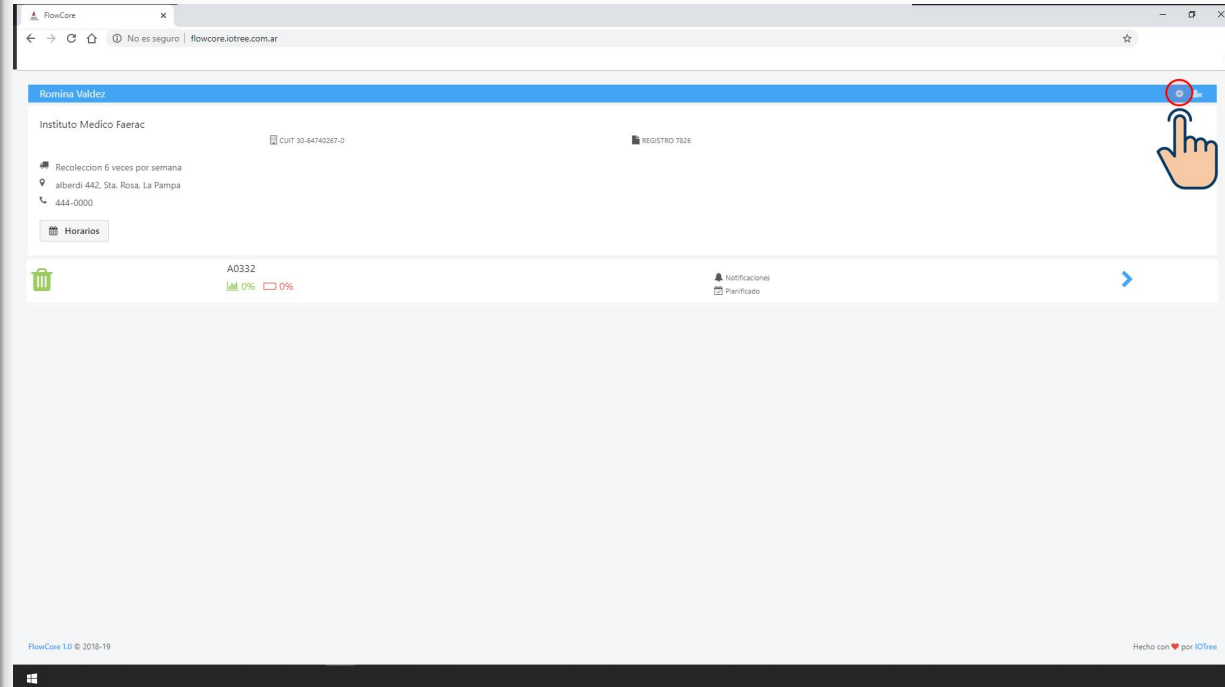 FlowCore
No es seguro | flowcore.iotree.com.ar
Romina Valdez
Instituto Medico Faerac
CUIT 30-64740267-0
REGISTRO 7826
Recoleccion 6 veces por semana
alberdi 442, Sta. Rosa, La Pampa
444-0000
Horarios
A0332
0% 0%
Notificaciones
Planificado
FlowCore 1.0 © 2018-19
Hecho con ❤ por IOTree